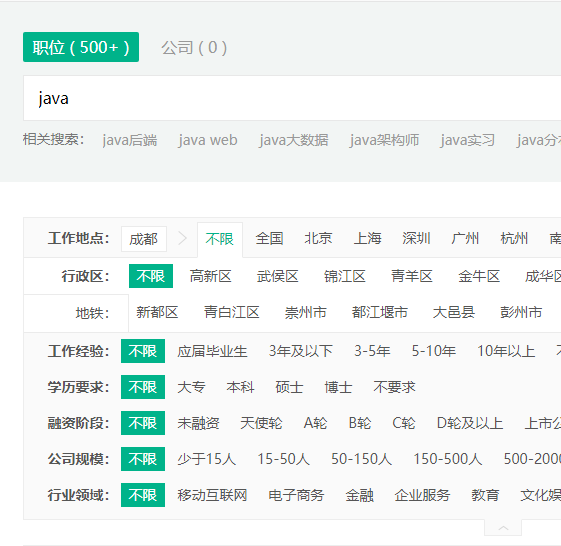 职位 ( 500+ ) 公司 ( 0 )
java
相关搜索: java后端 java web java大数据 java架构师 java实习 java分
工作地点: 成都 不限 全国 北京 上海 深圳 广州 杭州
行政区: 不限 高新区 武侯区 锦江区 青羊区 金牛区 成华区
地铁: 新都区 青白江区 崇州市 都江堰市 大邑县 彭州市
工作经验: 不限 应届毕业生 3年及以下 3-5年 5-10年 10年以上
学历要求: 不限 大专 本科 硕士 博士 不要求
融资阶段: 不限 未融资 天使轮 A轮 B轮 C轮 D轮及以上 上市公
公司规模: 不限 少于15人 15-50人 50-150人 150-500人 500-2000
行业领域: 不限 移动互联网 电子商务 金融 企业服务 教育 文化娱